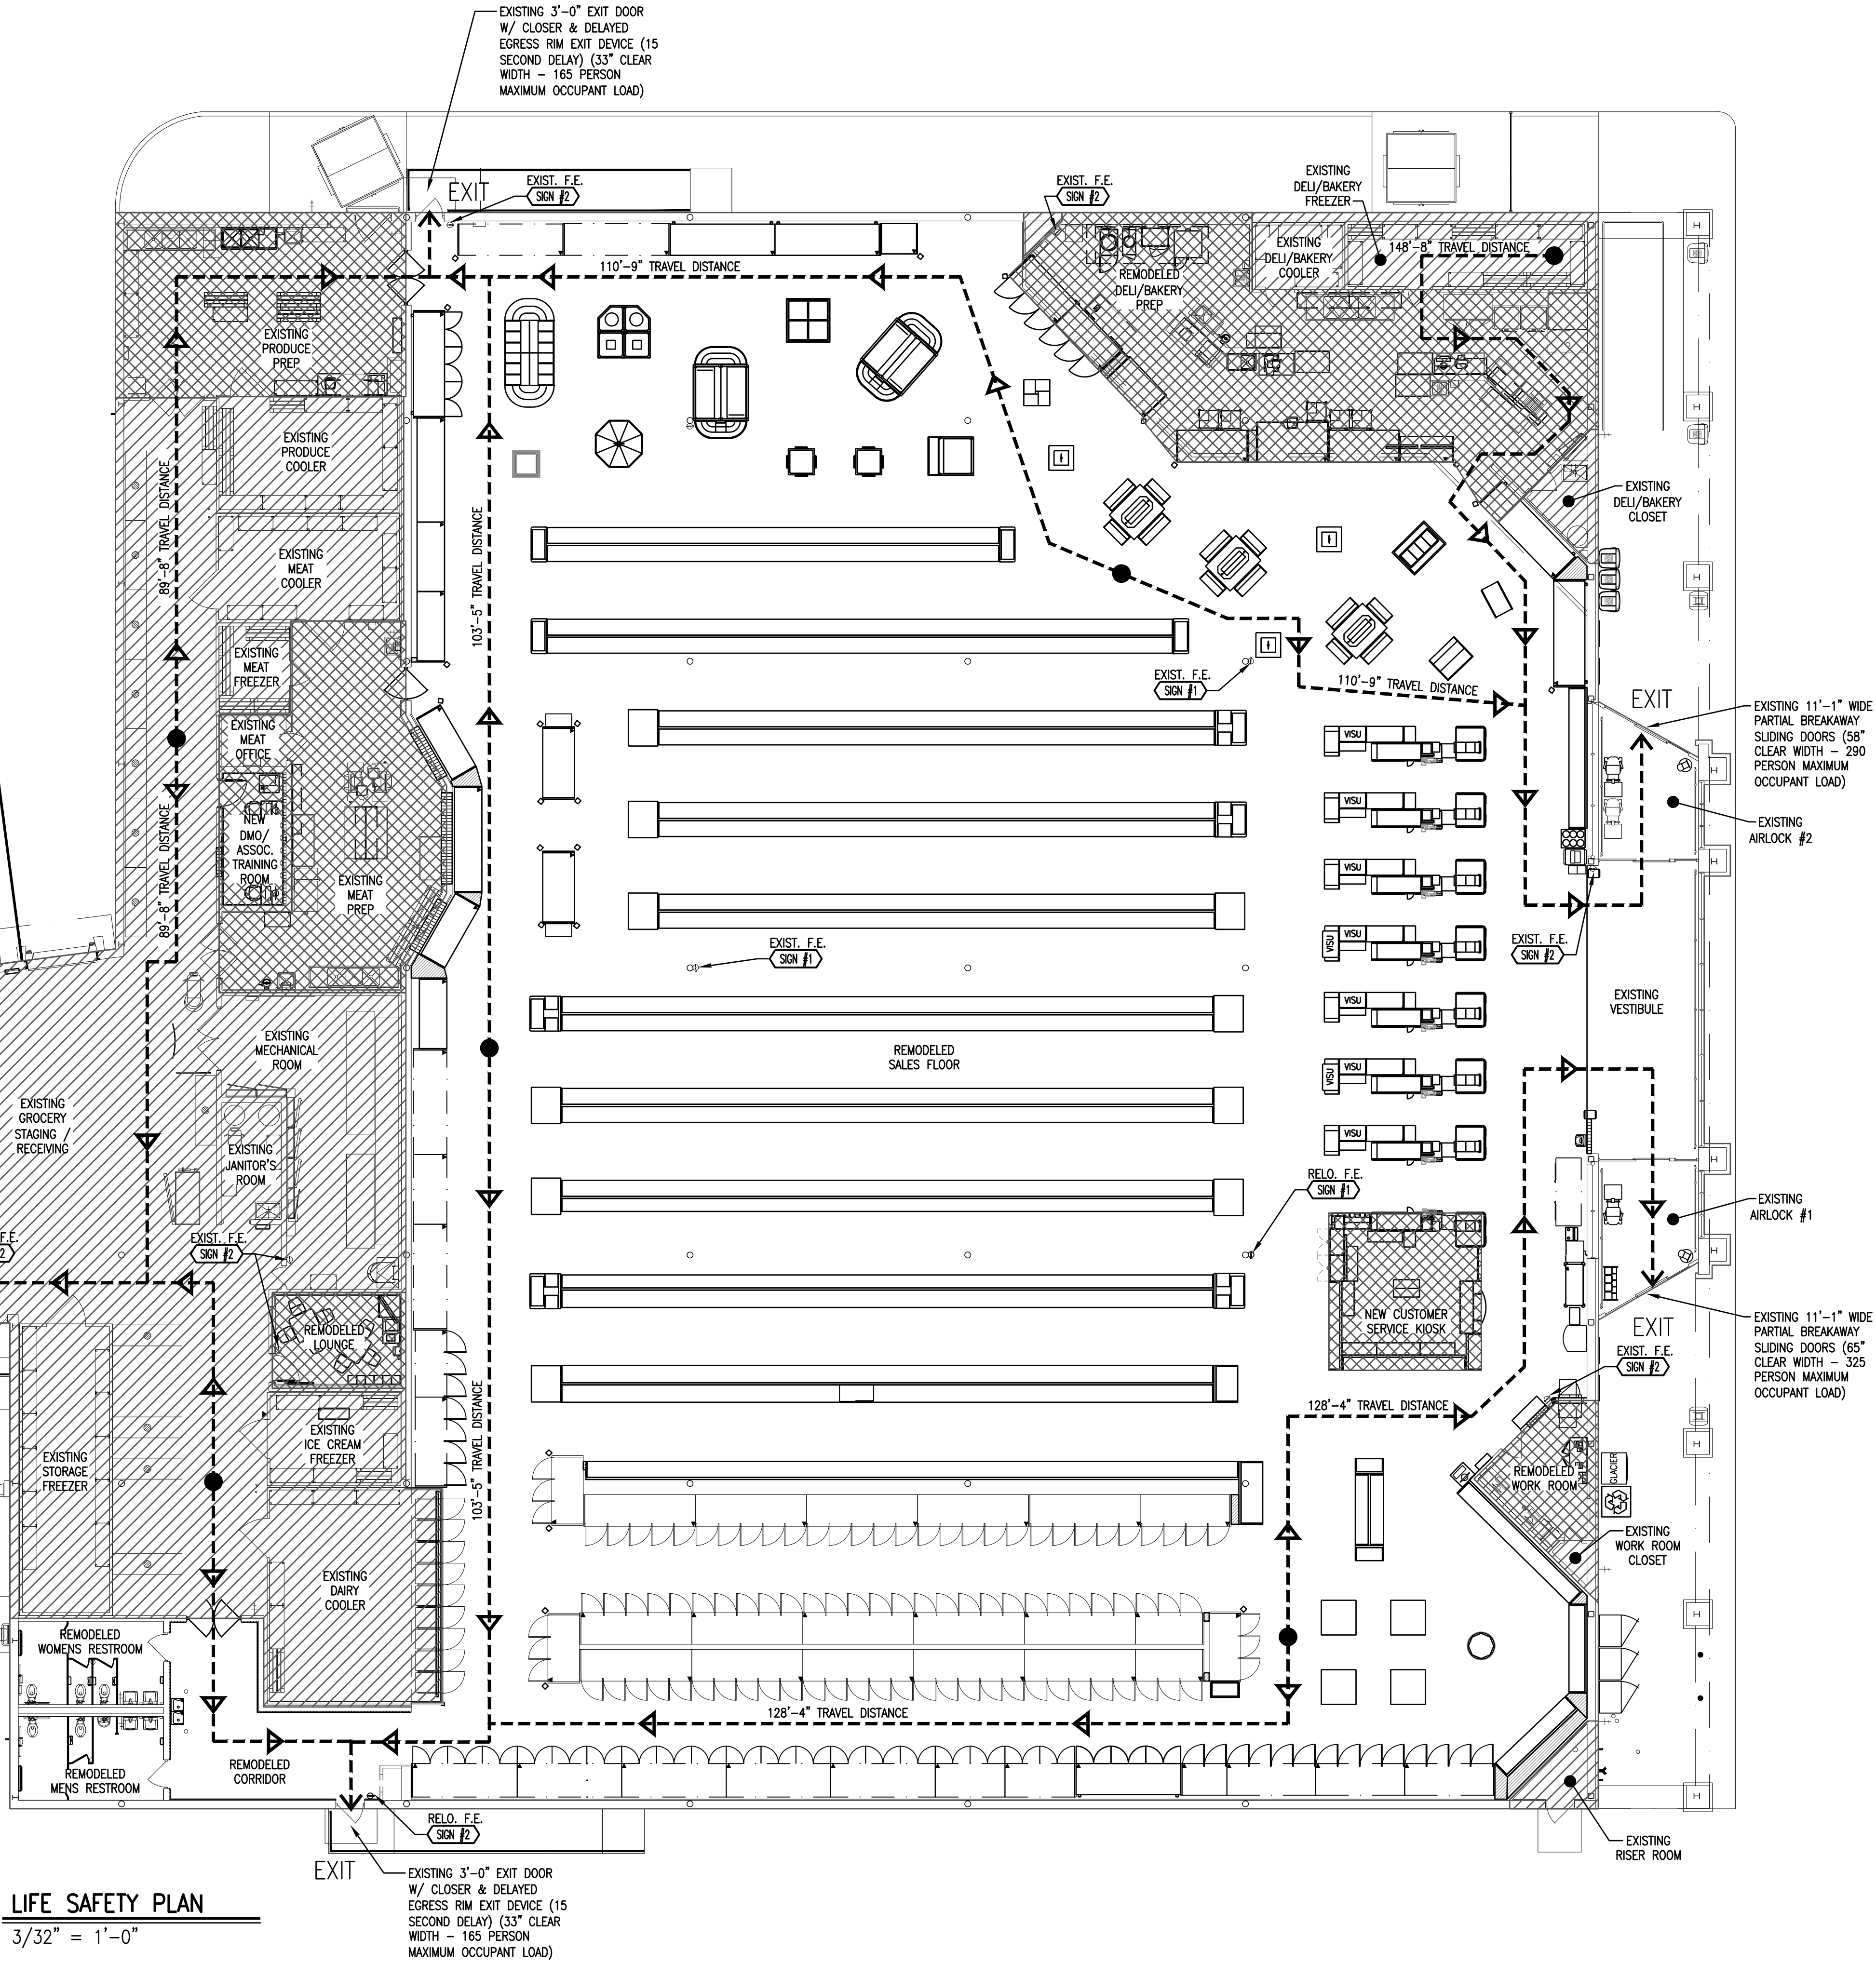 EXISTING 3'-0" EXIT DOOR
W/ CLOSER & DELAYED
EGRESS RIM EXIT DEVICE (15
SECOND DELAY) (33" CLEAR
WIDTH – 165 PERSON
MAXIMUM OCCUPANT LOAD)
EXIT
EXIST. F.E.
SIGN #2
EXIST. F.E.
SIGN #2
EXISTING
DELI/BAKERY
FREEZER
148'-8" TRAVEL DISTANCE
EXISTING
DELI/BAKERY
COOLER
REMODELED
DELI/BAKERY
PREP
110'-9" TRAVEL DISTANCE
EXISTING
PRODUCE
PREP
EXISTING
PRODUCE
COOLER
EXISTING
DELI/BAKERY
CLOSET
89'-8" TRAVEL DISTANCE
103'-5" TRAVEL DISTANCE
EXISTING
MEAT
COOLER
EXISTING
MEAT
FREEZER
EXIST. F.E.
SIGN #1
110'-9" TRAVEL DISTANCE
EXIT
EXISTING 11'-1" WIDE
PARTIAL BREAKAWAY
SLIDING DOORS (58"
CLEAR WIDTH – 290
PERSON MAXIMUM
OCCUPANT LOAD)
EXISTING
MEAT
OFFICE
VISU
VISU
EXISTING
AIRLOCK #2
NEW
DMO/
ASSOC.
TRAINING
ROOM
89'-8" TRAVEL DISTANCE
EXISTING
MEAT
PREP
VISU
VISU
VISU
EXIST. F.E.
SIGN #1
EXIST. F.E.
SIGN #2
EXISTING
VESTIBULE
VISU
EXISTING
MECHANICAL
ROOM
REMODELED
SALES FLOOR
VISU
VISU
EXISTING
GROCERY
STAGING /
RECEIVING
EXISTING
JANITOR'S
ROOM
VISU
RELO. F.E.
SIGN #1
EXISTING
AIRLOCK #1
F.E.
2
EXIST. F.E.
SIGN #2
NEW CUSTOMER
SERVICE KIOSK
EXISTING 11'-1" WIDE
PARTIAL BREAKAWAY
SLIDING DOORS (65"
CLEAR WIDTH – 325
PERSON MAXIMUM
OCCUPANT LOAD)
EXIT
EXIST. F.E.
SIGN #2
REMODELED
LOUNGE
128'-4" TRAVEL DISTANCE
103'-5" TRAVEL DISTANCE
EXISTING
ICE CREAM
FREEZER
EXISTING
STORAGE
FREEZER
REMODELED
WORK ROOM
GLACIER
EXISTING
WORK ROOM
CLOSET
EXISTING
DAIRY
COOLER
REMODELED
WOMENS RESTROOM
128'-4" TRAVEL DISTANCE
REMODELED
MENS RESTROOM
REMODELED
CORRIDOR
RELO. F.E.
SIGN #2
EXISTING
RISER ROOM
EXIT
EXISTING 3'-0" EXIT DOOR
W/ CLOSER & DELAYED
EGRESS RIM EXIT DEVICE (15
SECOND DELAY) (33" CLEAR
WIDTH – 165 PERSON
MAXIMUM OCCUPANT LOAD)
LIFE SAFETY PLAN
3/32" = 1'-0"
H
H
H
H
H
H
H
H
H
H